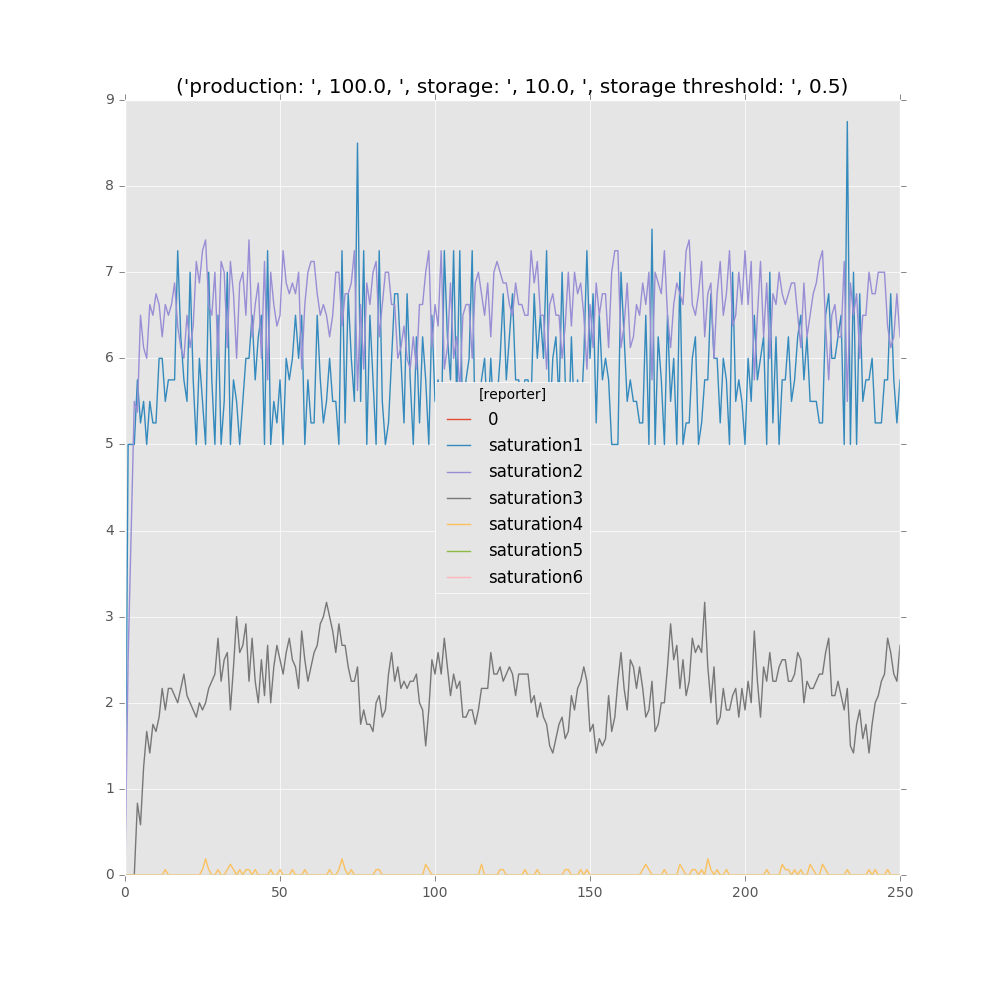 ('production: ', 100.0, ', storage: ', 10.0, ', storage threshold: ', 0.5)
9
8
7
6
5
4
3
2
1
0
[reporter]
0
saturation1
saturation2
saturation3
saturation4
saturation5
saturation6
0 50 100 150 200 250